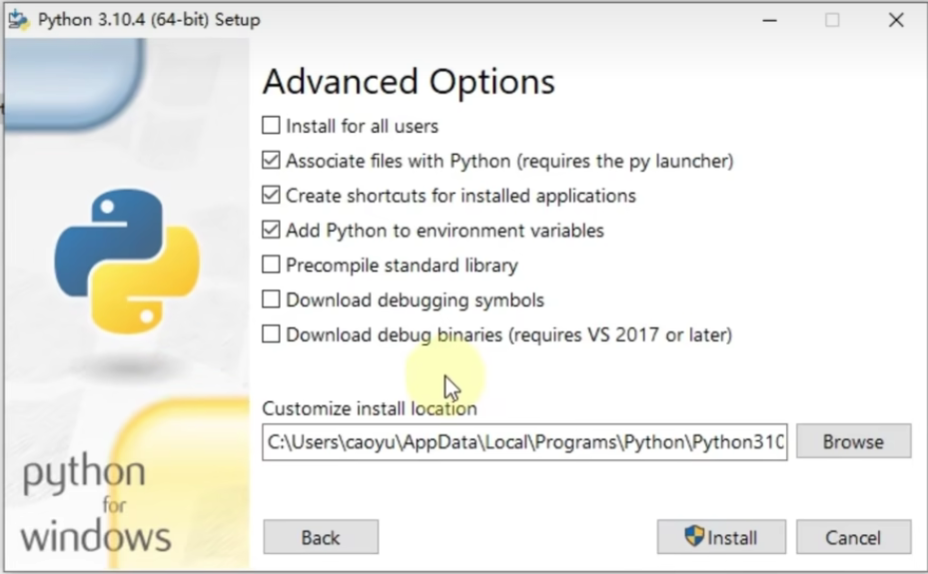 Python 3.10.4 (64-bit) Setup
Advanced Options
Install for all users
Associate files with Python (requires the py launcher)
Create shortcuts for installed applications
Add Python to environment variables
Precompile standard library
Download debugging symbols
Download debug binaries (requires VS 2017 or later)
Customize install location
C:\Users\caoyu\AppData\Local\Programs\Python\Python310
Browse
python
for
windows
Back
Install
Cancel